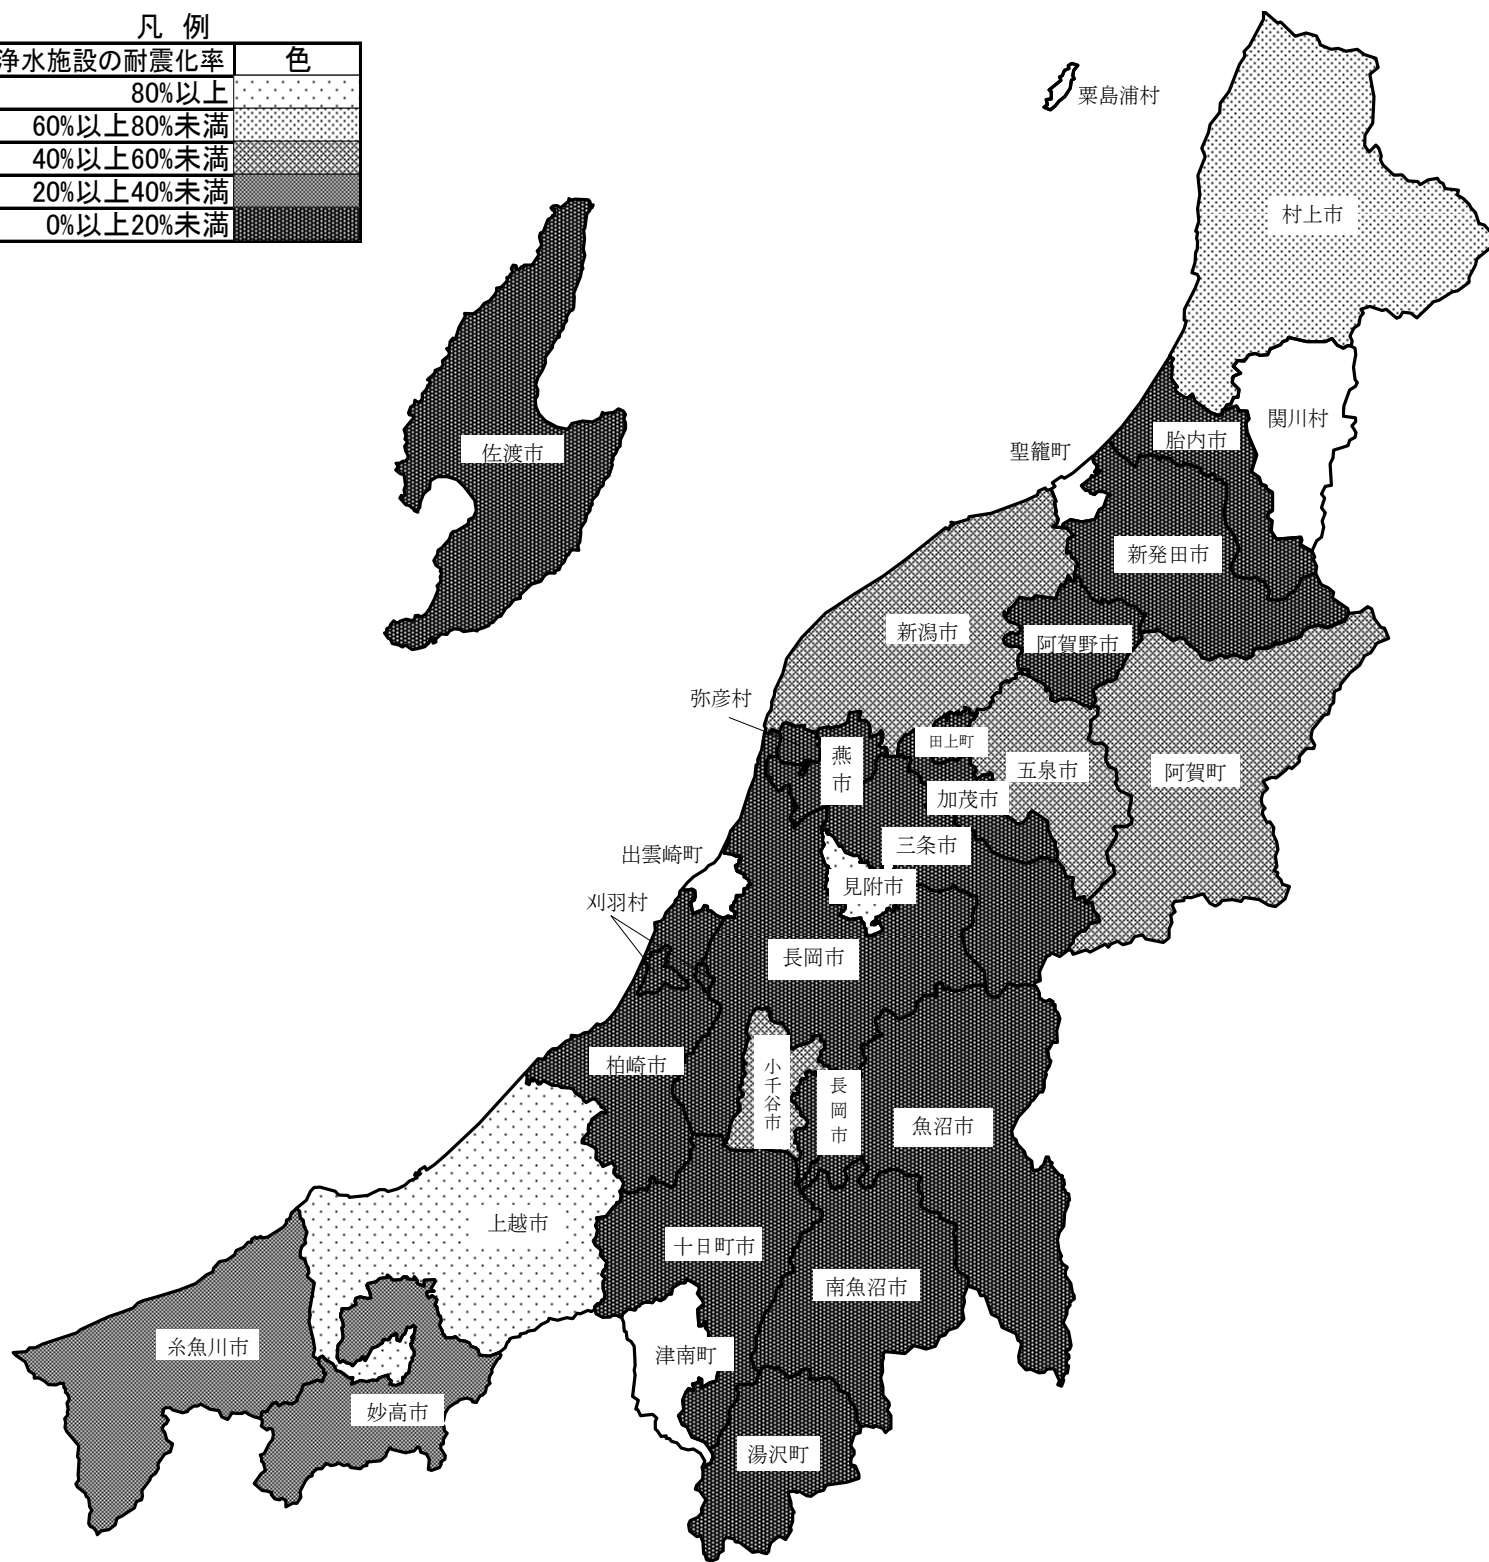 凡 例
浄水施設の耐震化率 色
80%以上
60%以上80%未満
40%以上60%未満
20%以上40%未満
0%以上20%未満
粟島浦村
村上市
関川村
胎内市
聖籠町
佐渡市
新発田市
新潟市
阿賀野市
弥彦村
燕市
田上町
五泉市
阿賀町
加茂市
三条市
出雲崎町
見附市
刈羽村
長岡市
柏崎市
小千谷市
長岡市
魚沼市
上越市
十日町市
南魚沼市
糸魚川市
津南町
妙高市
湯沢町